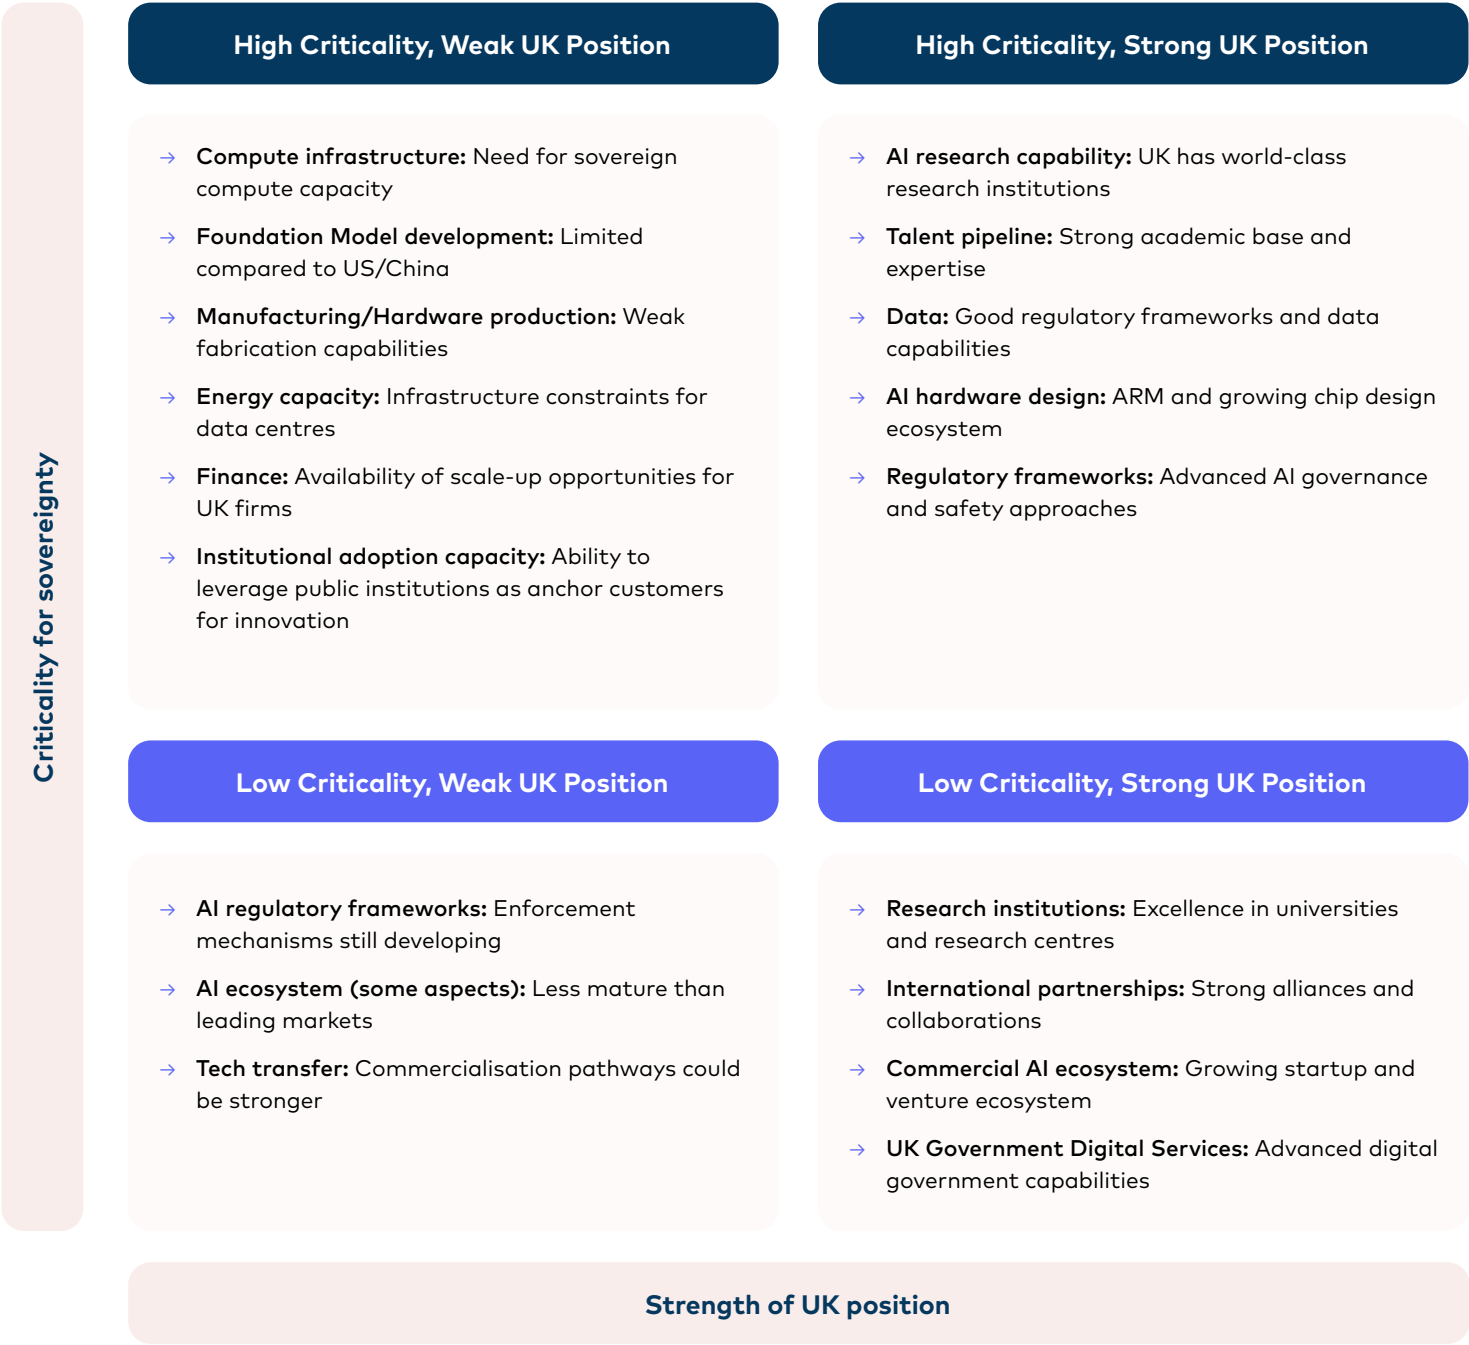 Criticality for sovereignty
High Criticality, Weak UK Position
→ Compute infrastructure: Need for sovereign
compute capacity
→ Foundation Model development: Limited
compared to US/China
→ Manufacturing/Hardware production: Weak
fabrication capabilities
→ Energy capacity: Infrastructure constraints for
data centres
→ Finance: Availability of scale-up opportunities for
UK firms
→ Institutional adoption capacity: Ability to
leverage public institutions as anchor customers
for innovation
High Criticality, Strong UK Position
→ AI research capability: UK has world-class
research institutions
→ Talent pipeline: Strong academic base and
expertise
→ Data: Good regulatory frameworks and data
capabilities
→ AI hardware design: ARM and growing chip design
ecosystem
→ Regulatory frameworks: Advanced AI governance
and safety approaches
Low Criticality, Weak UK Position
→ AI regulatory frameworks: Enforcement
mechanisms still developing
→ AI ecosystem (some aspects): Less mature than
leading markets
→ Tech transfer: Commercialisation pathways could
be stronger
Low Criticality, Strong UK Position
→ Research institutions: Excellence in universities
and research centres
→ International partnerships: Strong alliances and
collaborations
→ Commercial AI ecosystem: Growing startup and
venture ecosystem
→ UK Government Digital Services: Advanced digital
government capabilities
Strength of UK position